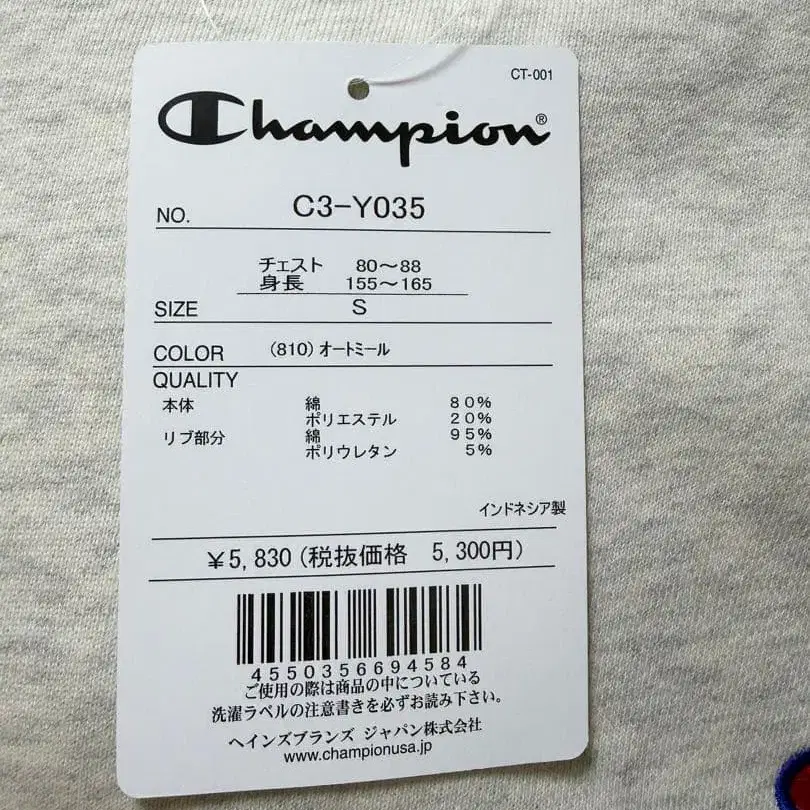 CT-001
Champion®
NO. C3-Y035
チェスト 80～88
身長 155～165
SIZE S
COLOR (810)オートミール
QUALITY
本体 綿 80%
ポリエステル 20%
リブ部分 綿 95%
ポリウレタン 5%
インドネシア製
￥5,830(税抜価格 5,300円)
4550356694584
ご使用の際は商品の中についている
洗濯ラベルの注意書きを必ずお読み下さい。
ヘインズブランズ ジャパン株式会社
www.championusa.jp